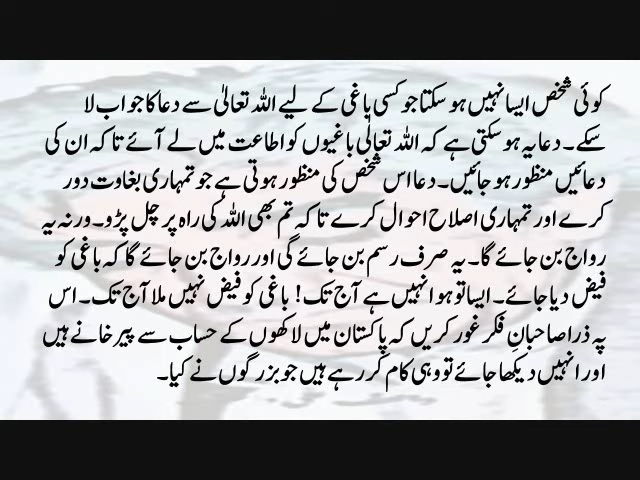 کوئی شخص ایسا نہیں ہو سکتا جو کسی باغی کے لیے اللہ تعالیٰ سے دعا کا جواب لا
سکے۔ دعا یہ ہو سکتی ہے کہ اللہ تعالٰی باغیوں کو اطاعت میں لے آئے تاکہ ان کی
دعائیں منظور ہو جائیں۔ دعا اس شخص کی منظور ہوتی ہے جو تمہاری بغاوت دور
کرے اور تمہاری اصلاح احوال کرے تاکہ تم بھی اللہ کی راہ پر چل پڑو۔ ورنہ یہ
رواج بن جائے گا۔ یہ صرف رسم بن جائے گی اور رواج بن جائے گا کہ باغی کو
فیض دیا جائے۔ ایسا تو ہوا نہیں ہے آج تک! باغی کو فیض نہیں ملا آج تک۔ اس
پہ ذرا صاحبانِ فکر غور کریں کہ پاکستان میں لاکھوں کے حساب سے پیر خانے ہیں
اور انہیں دیکھا جائے تو وہی کام کر رہے ہیں جو بزرگوں نے کیا۔